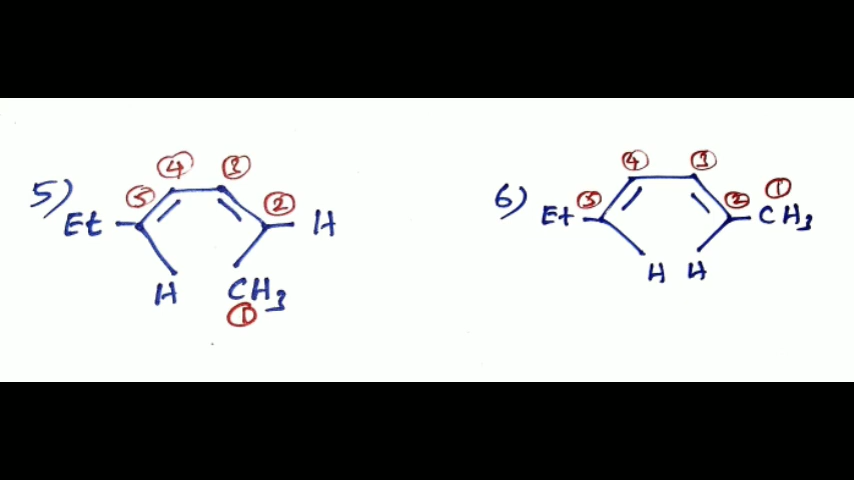 5)
④ ③
⑤ ②
Et H
H CH₃
①
6)
④ ③
⑤ ② ①
Et CH₃
H H